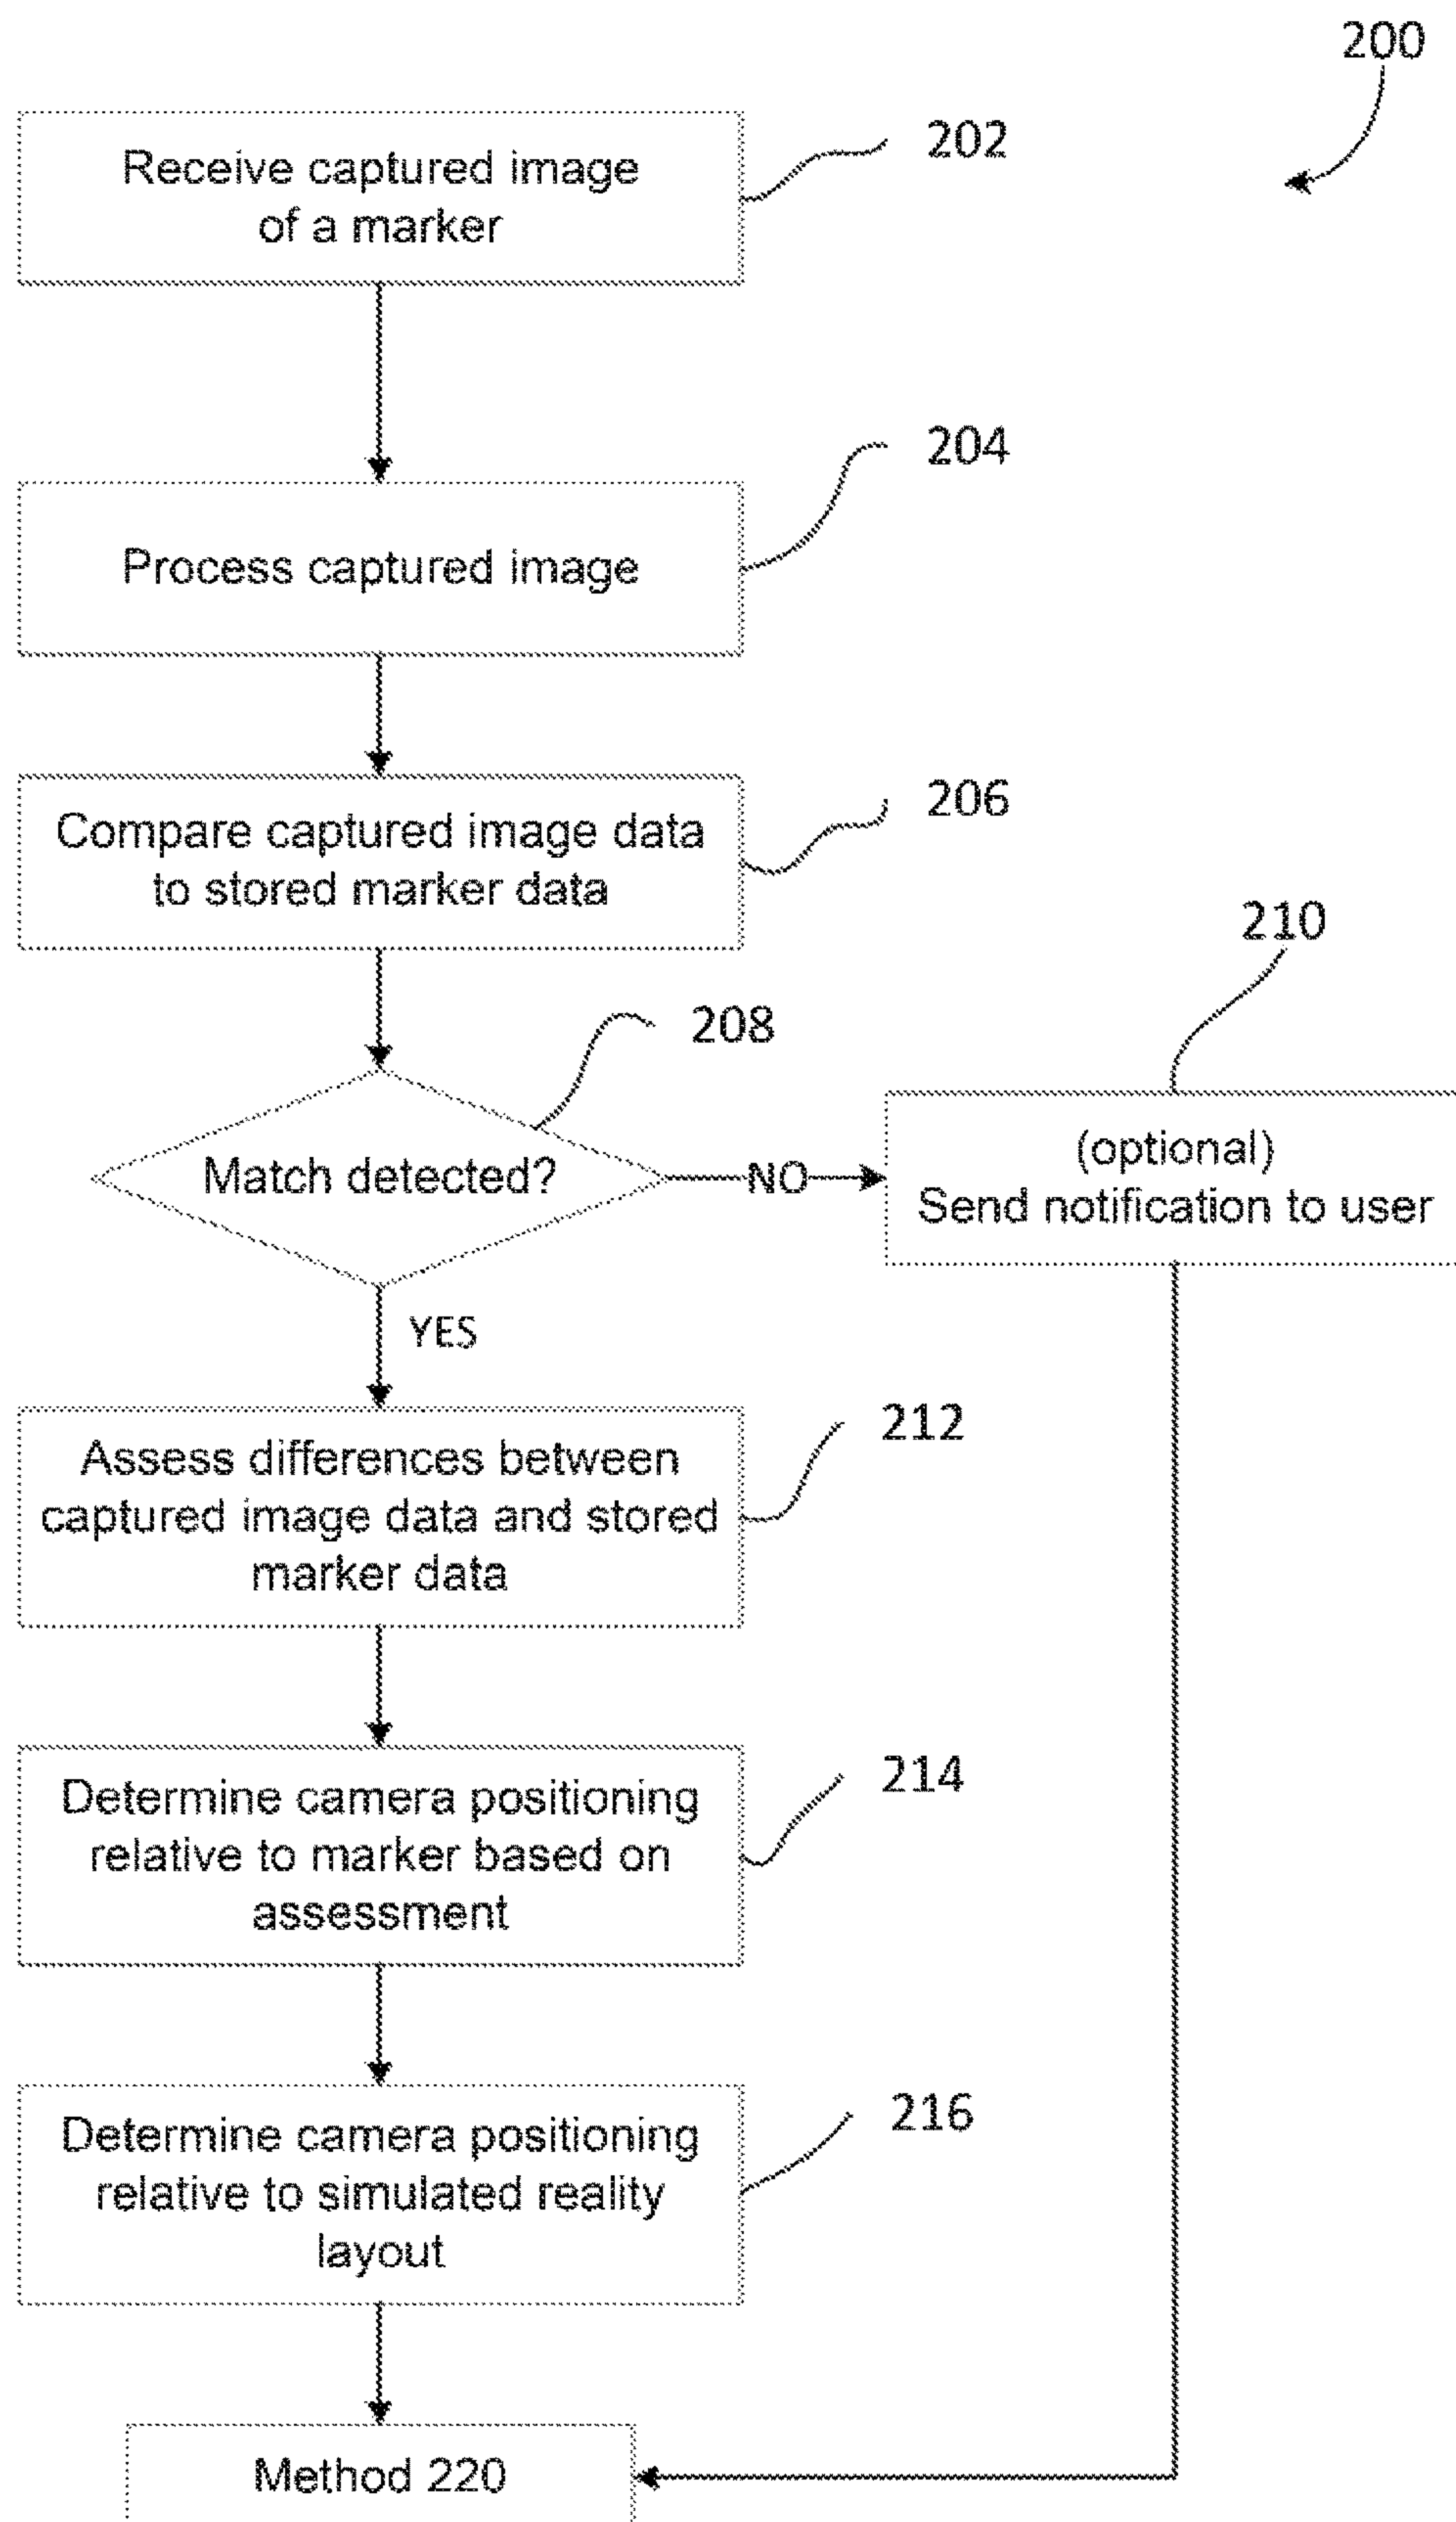 200
Receive captured image
of a marker
202
204
Process captured image
206
Compare captured image data
to stored marker data
210
208
(optional)
Match detected?
NO
Send notification to user
YES
212
Assess differences between
captured image data and stored
marker data
214
Determine camera positioning
relative to marker based on
assessment
216
Determine camera positioning
relative to simulated reality
layout
Method 220